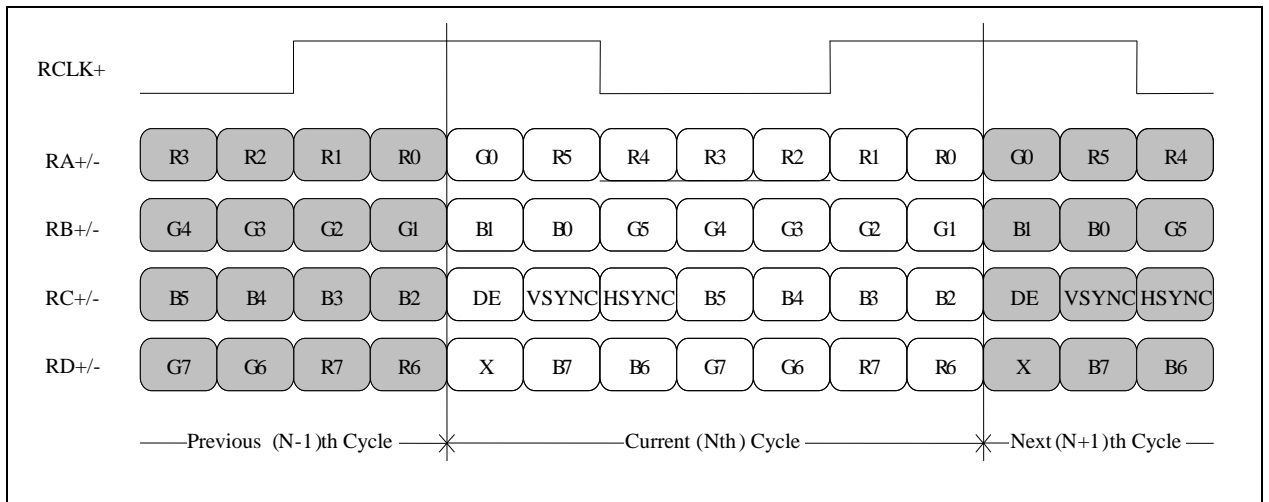 RCLK+
RA+/- R3 R2 R1 R0 G0 R5 R4 R3 R2 R1 R0 G0 R5 R4
RB+/- G4 G3 G2 G1 B1 B0 G5 G4 G3 G2 G1 B1 B0 G5
RC+/- B5 B4 B3 B2 DE VSYNC HSYNC B5 B4 B3 B2 DE VSYNC HSYNC
RD+/- G7 G6 R7 R6 X B7 B6 G7 G6 R7 R6 X B7 B6
Previous (N-1)th Cycle Current (Nth) Cycle Next (N+1)th Cycle